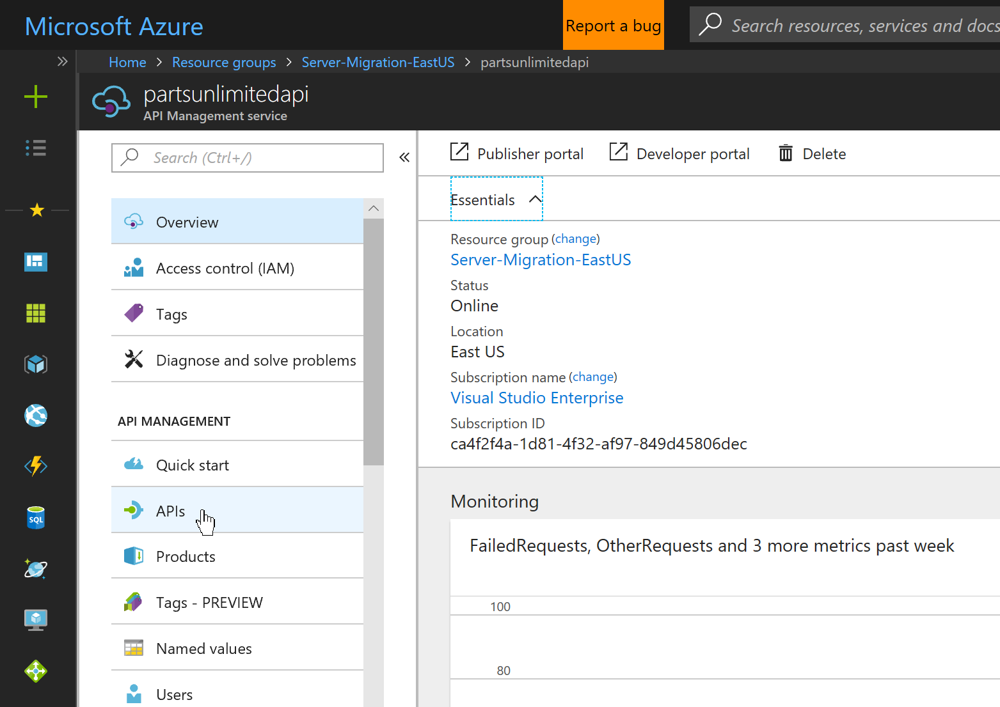 Microsoft Azure
Report a bug
Search resources, services and docs
Home > Resource groups > Server-Migration-EastUS > partsunlimitedapi
partsunlimitedapi
API Management service
Search (Ctrl+/)
Overview
Access control (IAM)
Tags
Diagnose and solve problems
API MANAGEMENT
Quick start
APIs
Products
Tags - PREVIEW
Named values
Users
SQL
Publisher portal
Developer portal
Delete
Essentials
Resource group (change)
Server-Migration-EastUS
Status
Online
Location
East US
Subscription name (change)
Visual Studio Enterprise
Subscription ID
ca4f2f4a-1d81-4f32-af97-849d45806dec
Monitoring
FailedRequests, OtherRequests and 3 more metrics past week
100
80